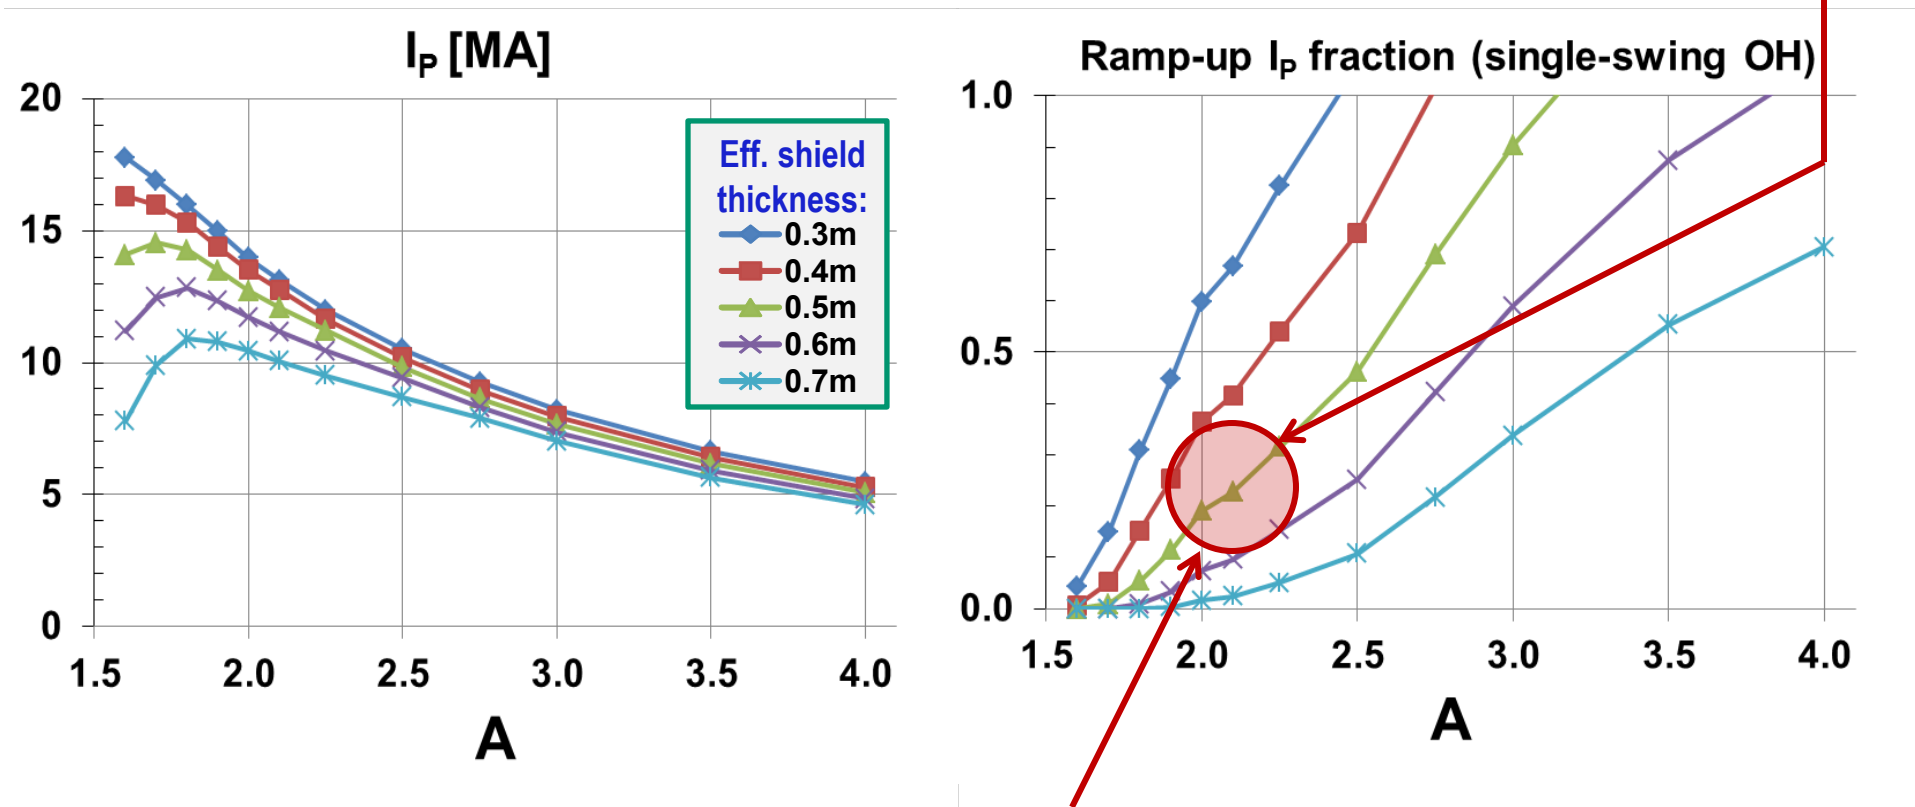 I_P [MA]
20
15
10
5
0
1.5 2.0 2.5 3.0 3.5 4.0
A
Eff. shield
thickness:
0.3m
0.4m
0.5m
0.6m
0.7m
Ramp-up I_P fraction (single-swing OH)
1.0
0.5
0.0
1.5 2.0 2.5 3.0 3.5 4.0
A